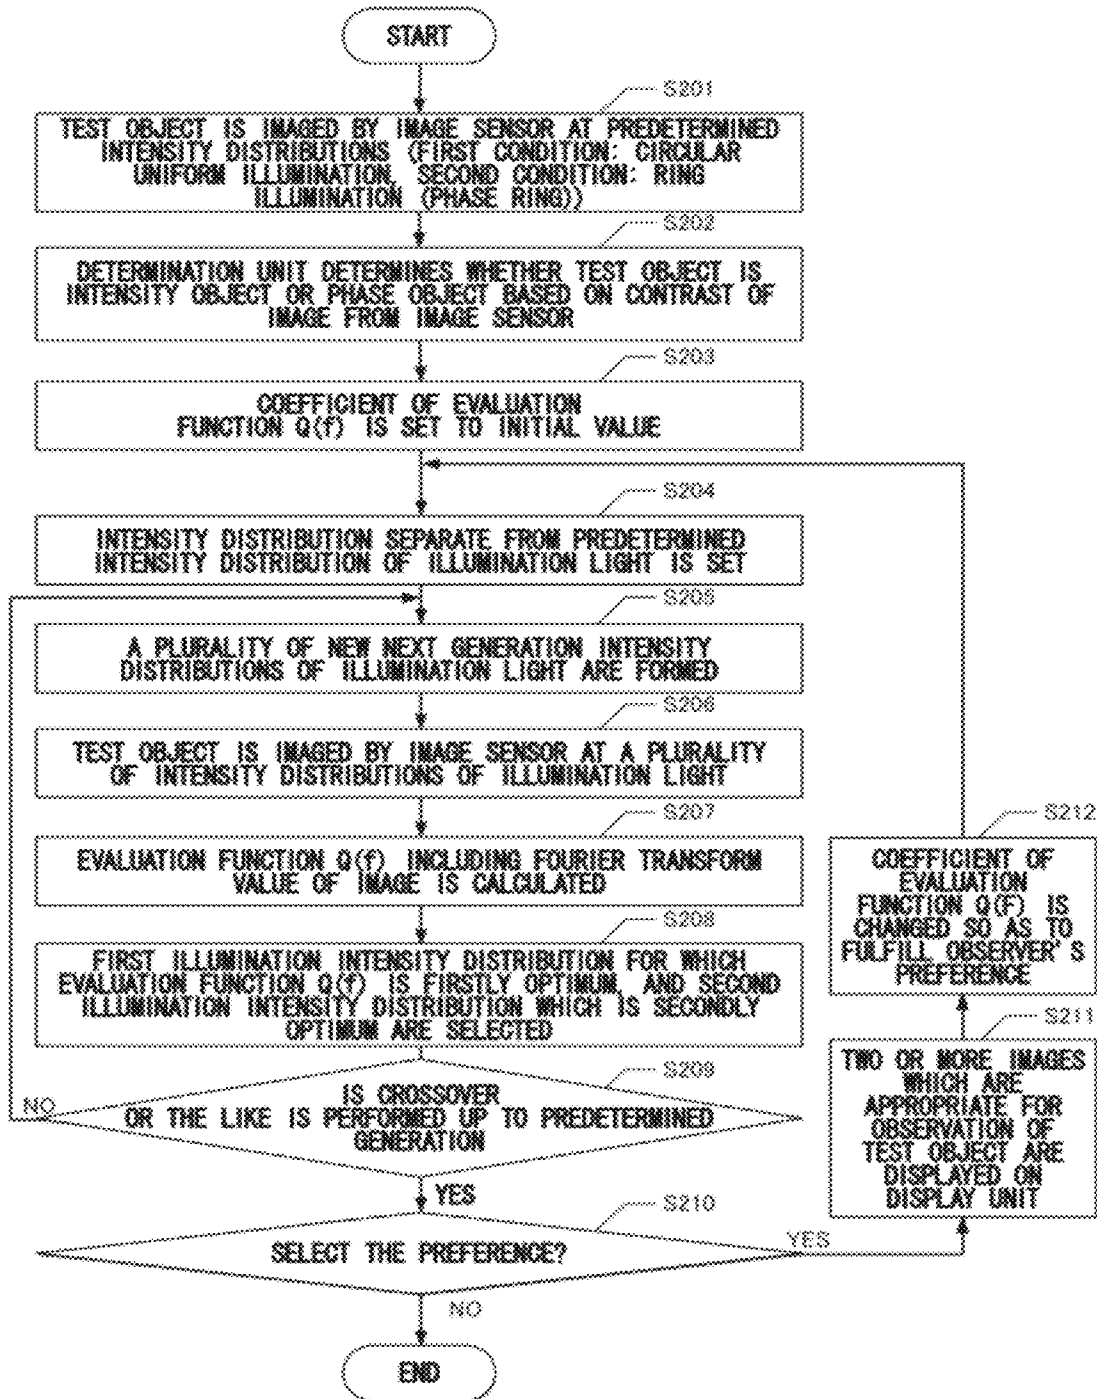 START
S201
TEST OBJECT IS IMAGED BY IMAGE SENSOR AT PREDETERMINED
INTENSITY DISTRIBUTIONS (FIRST CONDITION: CIRCULAR
UNIFORM ILLUMINATION, SECOND CONDITION: RING
ILLUMINATION (PHASE RING))
S202
DETERMINATION UNIT DETERMINES WHETHER TEST OBJECT IS
INTENSITY OBJECT OR PHASE OBJECT BASED ON CONTRAST OF
IMAGE FROM IMAGE SENSOR
S203
COEFFICIENT OF EVALUATION
FUNCTION Q(f) IS SET TO INITIAL VALUE
S204
INTENSITY DISTRIBUTION SEPARATE FROM PREDETERMINED
INTENSITY DISTRIBUTION OF ILLUMINATION LIGHT IS SET
S205
A PLURALITY OF NEW NEXT GENERATION INTENSITY
DISTRIBUTIONS OF ILLUMINATION LIGHT ARE FORMED
S206
TEST OBJECT IS IMAGED BY IMAGE SENSOR AT A PLURALITY
OF INTENSITY DISTRIBUTIONS OF ILLUMINATION LIGHT
S207
EVALUATION FUNCTION Q(f) INCLUDING FOURIER TRANSFORM
VALUE OF IMAGE IS CALCULATED
S208
FIRST ILLUMINATION INTENSITY DISTRIBUTION FOR WHICH
EVALUATION FUNCTION Q(f) IS FIRSTLY OPTIMUM, AND SECOND
ILLUMINATION INTENSITY DISTRIBUTION WHICH IS SECONDLY
OPTIMUM ARE SELECTED
S209
IS CROSSOVER
OR THE LIKE IS PERFORMED UP TO PREDETERMINED
GENERATION
NO
YES
S210
SELECT THE PREFERENCE?
YES
NO
END
S212
COEFFICIENT OF
EVALUATION
FUNCTION Q(F) IS
CHANGED SO AS TO
FULFILL OBSERVER'S
PREFERENCE
S211
TWO OR MORE IMAGES
WHICH ARE
APPROPRIATE FOR
OBSERVATION OF
TEST OBJECT ARE
DISPLAYED ON
DISPLAY UNIT